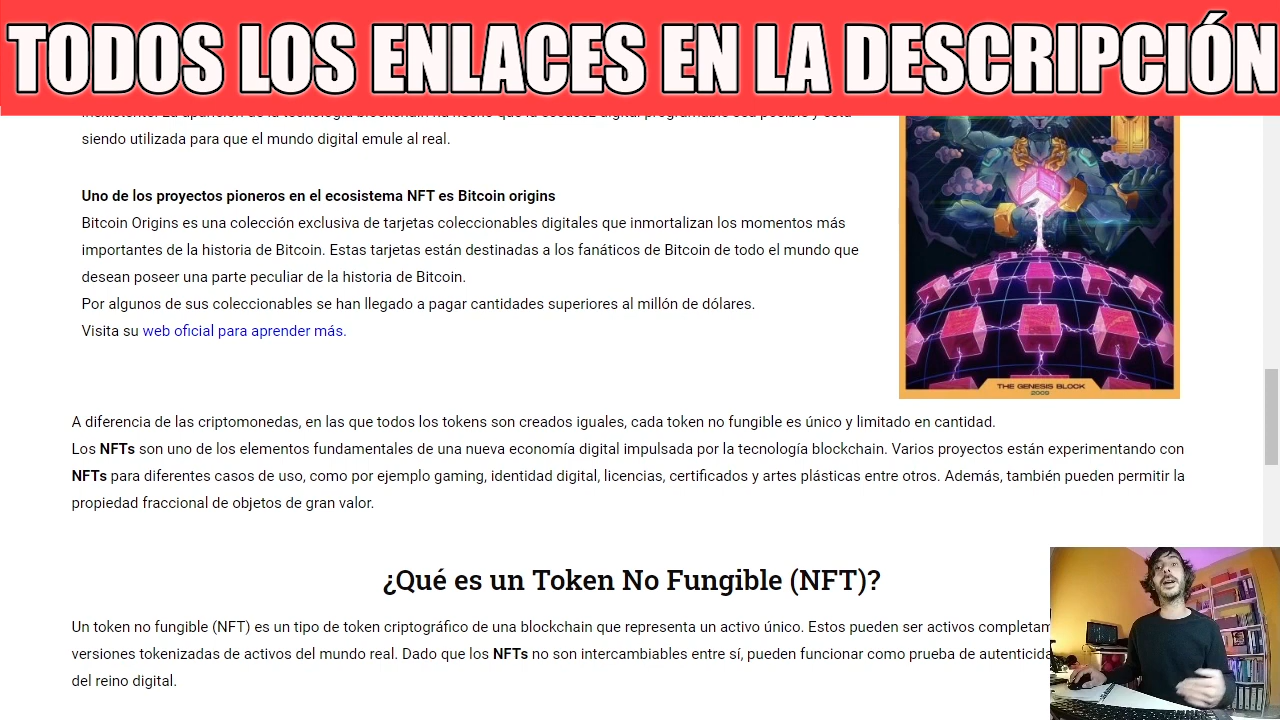 TODOS LOS ENLACES EN LA DESCRIPCIÓN
siendo utilizada para que el mundo digital emule al real.
Uno de los proyectos pioneros en el ecosistema NFT es Bitcoin origins
Bitcoin Origins es una colección exclusiva de tarjetas coleccionables digitales que inmortalizan los momentos más
importantes de la historia de Bitcoin. Estas tarjetas están destinadas a los fanáticos de Bitcoin de todo el mundo que
desean poseer una parte peculiar de la historia de Bitcoin.
Por algunos de sus coleccionables se han llegado a pagar cantidades superiores al millón de dólares.
Visita su web oficial para aprender más.
THE GENESIS BLOCK
2009
A diferencia de las criptomonedas, en las que todos los tokens son creados iguales, cada token no fungible es único y limitado en cantidad.
Los NFTs son uno de los elementos fundamentales de una nueva economía digital impulsada por la tecnología blockchain. Varios proyectos están experimentando con
NFTs para diferentes casos de uso, como por ejemplo gaming, identidad digital, licencias, certificados y artes plásticas entre otros. Además, también pueden permitir la
propiedad fraccional de objetos de gran valor.
¿Qué es un Token No Fungible (NFT)?
Un token no fungible (NFT) es un tipo de token criptográfico de una blockchain que representa un activo único. Estos pueden ser activos completam
versiones tokenizadas de activos del mundo real. Dado que los NFTs no son intercambiables entre sí, pueden funcionar como prueba de autenticida
del reino digital.